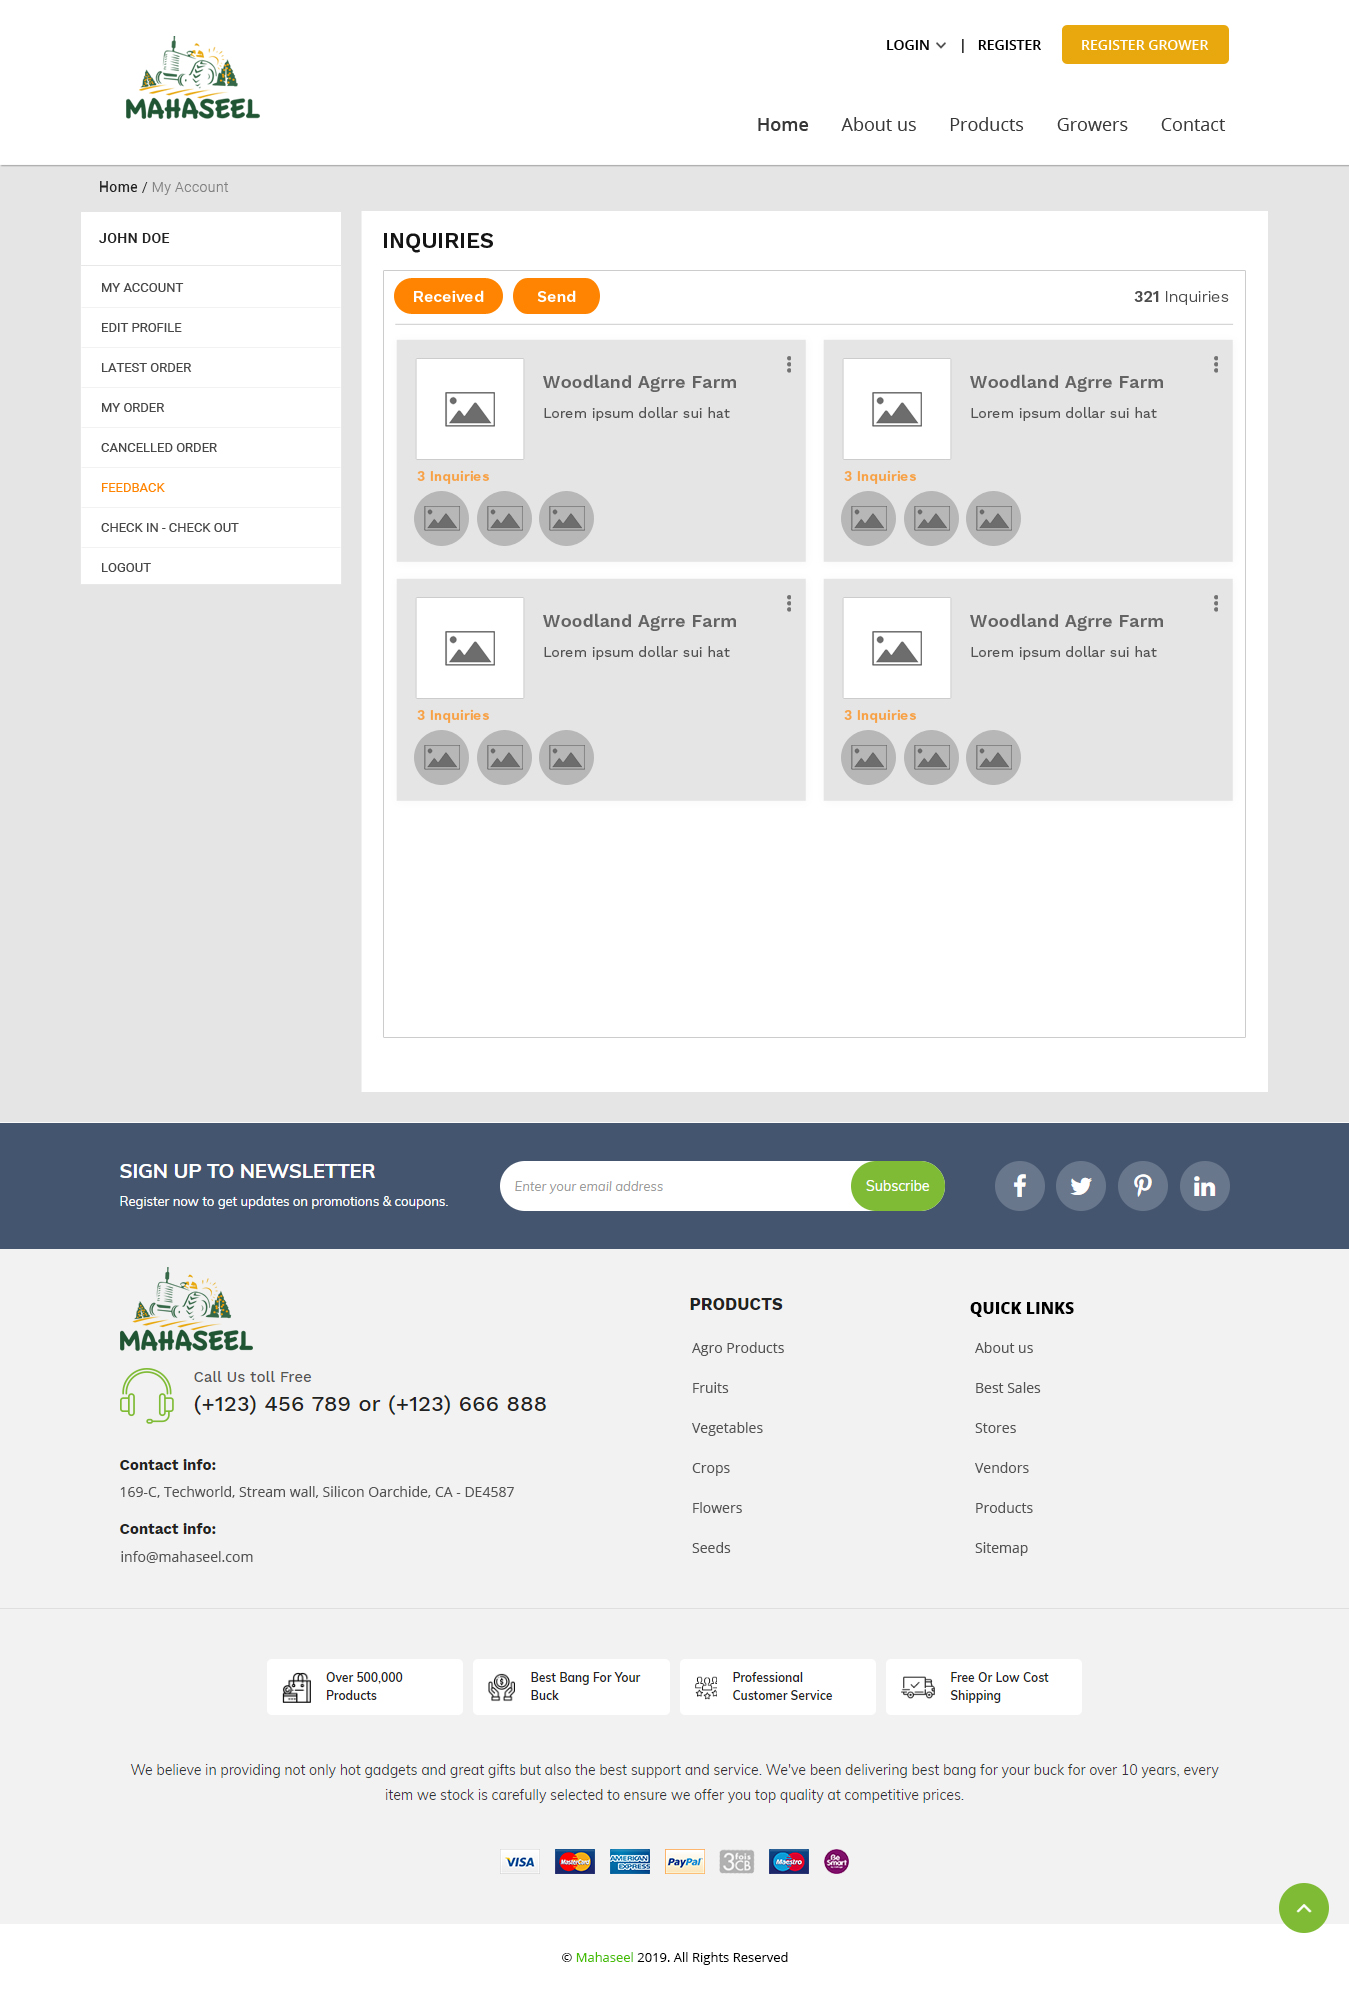 LOGIN | REGISTER REGISTER GROWER
MAHASEEL
Home About us Products Growers Contact
Home / My Account
JOHN DOE
MY ACCOUNT
EDIT PROFILE
LATEST ORDER
MY ORDER
CANCELLED ORDER
FEEDBACK
CHECK IN - CHECK OUT
LOGOUT
INQUIRIES
Received Send 321 Inquiries
Woodland Agrre Farm
Lorem ipsum dollar sui hat
3 Inquiries
Woodland Agrre Farm
Lorem ipsum dollar sui hat
3 Inquiries
Woodland Agrre Farm
Lorem ipsum dollar sui hat
3 Inquiries
Woodland Agrre Farm
Lorem ipsum dollar sui hat
3 Inquiries
SIGN UP TO NEWSLETTER
Register now to get updates on promotions & coupons.
Enter your email address Subscribe
MAHASEEL
Call Us toll Free
(+123) 456 789 or (+123) 666 888
Contact info:
169-C, Techworld, Stream wall, Silicon Oarchide, CA - DE4587
Contact info:
info@mahaseel.com
PRODUCTS
Agro Products
Fruits
Vegetables
Crops
Flowers
Seeds
QUICK LINKS
About us
Best Sales
Stores
Vendors
Products
Sitemap
Over 500,000
Products
Best Bang For Your
Buck
Professional
Customer Service
Free Or Low Cost
Shipping
We believe in providing not only hot gadgets and great gifts but also the best support and service. We've been delivering best bang for your buck for over 10 years, every
item we stock is carefully selected to ensure we offer you top quality at competitive prices.
VISA
MasterCard
AMERICAN
EXPRESS
PayPal
3 fois
CB
Maestro
Be
Smart
© Mahaseel 2019. All Rights Reserved